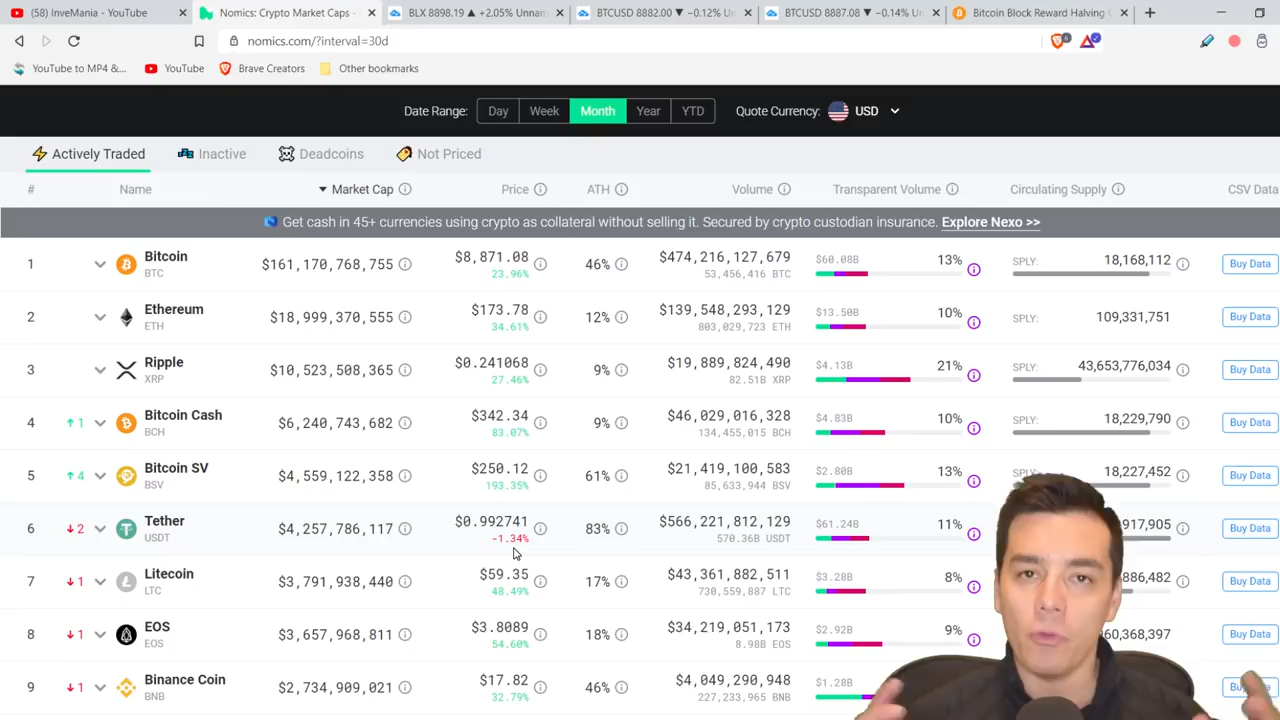 (58) InveMania - YouTube
Nomics: Crypto Market Caps -
BLX 8898.19 ▲ +2.05% Unnam
BTCUSD 8882.00 ▼ −0.12% Unn
BTCUSD 8887.08 ▼ −0.14% Un
Bitcoin Block Reward Halving C
nomics.com/?interval=30d
6
YouTube to MP4 &...
YouTube
Brave Creators
Other bookmarks
Date Range: Day Week Month Year YTD Quote Currency: USD
Actively Traded Inactive Deadcoins Not Priced
# Name Market Cap Price ATH Volume Transparent Volume Circulating Supply CSV Data
Get cash in 45+ currencies using crypto as collateral without selling it. Secured by crypto custodian insurance. Explore Nexo >>
1 Bitcoin $161,170,768,755 $8,871.08 46% $474,216,127,679 $60.08B 13% SPLY: 18,168,112 Buy Data
BTC 23.96% 53,456,416 BTC
2 Ethereum $18,999,370,555 $173.78 12% $139,548,293,129 $13.50B 10% SPLY: 109,331,751 Buy Data
ETH 34.61% 803,029,723 ETH
3 Ripple $10,523,508,365 $0.241068 9% $19,889,824,490 $4.13B 21% SPLY: 43,653,776,034 Buy Data
XRP 27.46% 82.51B XRP
4 ↑ 1 Bitcoin Cash $6,240,743,682 $342.34 9% $46,029,016,328 $4.83B 10% SPLY: 18,229,790 Buy Data
BCH 83.07% 134,455,015 BCH
5 ↑ 4 Bitcoin SV $4,559,122,358 $250.12 61% $21,419,100,583 $2.80B 13% SPLY: 18,227,452 Buy Data
BSV 193.35% 85,633,944 BSV
6 ↓ 2 Tether $4,257,786,117 $0.992741 83% $566,221,812,129 $61.24B 11% 917,905 Buy Data
USDT -1.34% 570.36B USDT
7 ↓ 1 Litecoin $3,791,938,440 $59.35 17% $43,361,882,511 $3.28B 8% 886,482 Buy Data
LTC 48.49% 730,559,887 LTC
8 ↓ 1 EOS $3,657,968,811 $3.8089 18% $34,219,051,173 $2.92B 9% 60,368,397 Buy Data
EOS 54.60% 8.98B EOS
9 ↓ 1 Binance Coin $2,734,909,021 $17.82 46% $4,049,290,948 $1.28B
BNB 32.79% 227,233,965 BNB